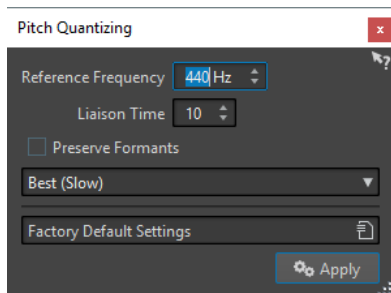 Pitch Quantizing
x
?
Reference Frequency 440 Hz
Liaison Time 10
Preserve Formants
Best (Slow)
Factory Default Settings
Apply